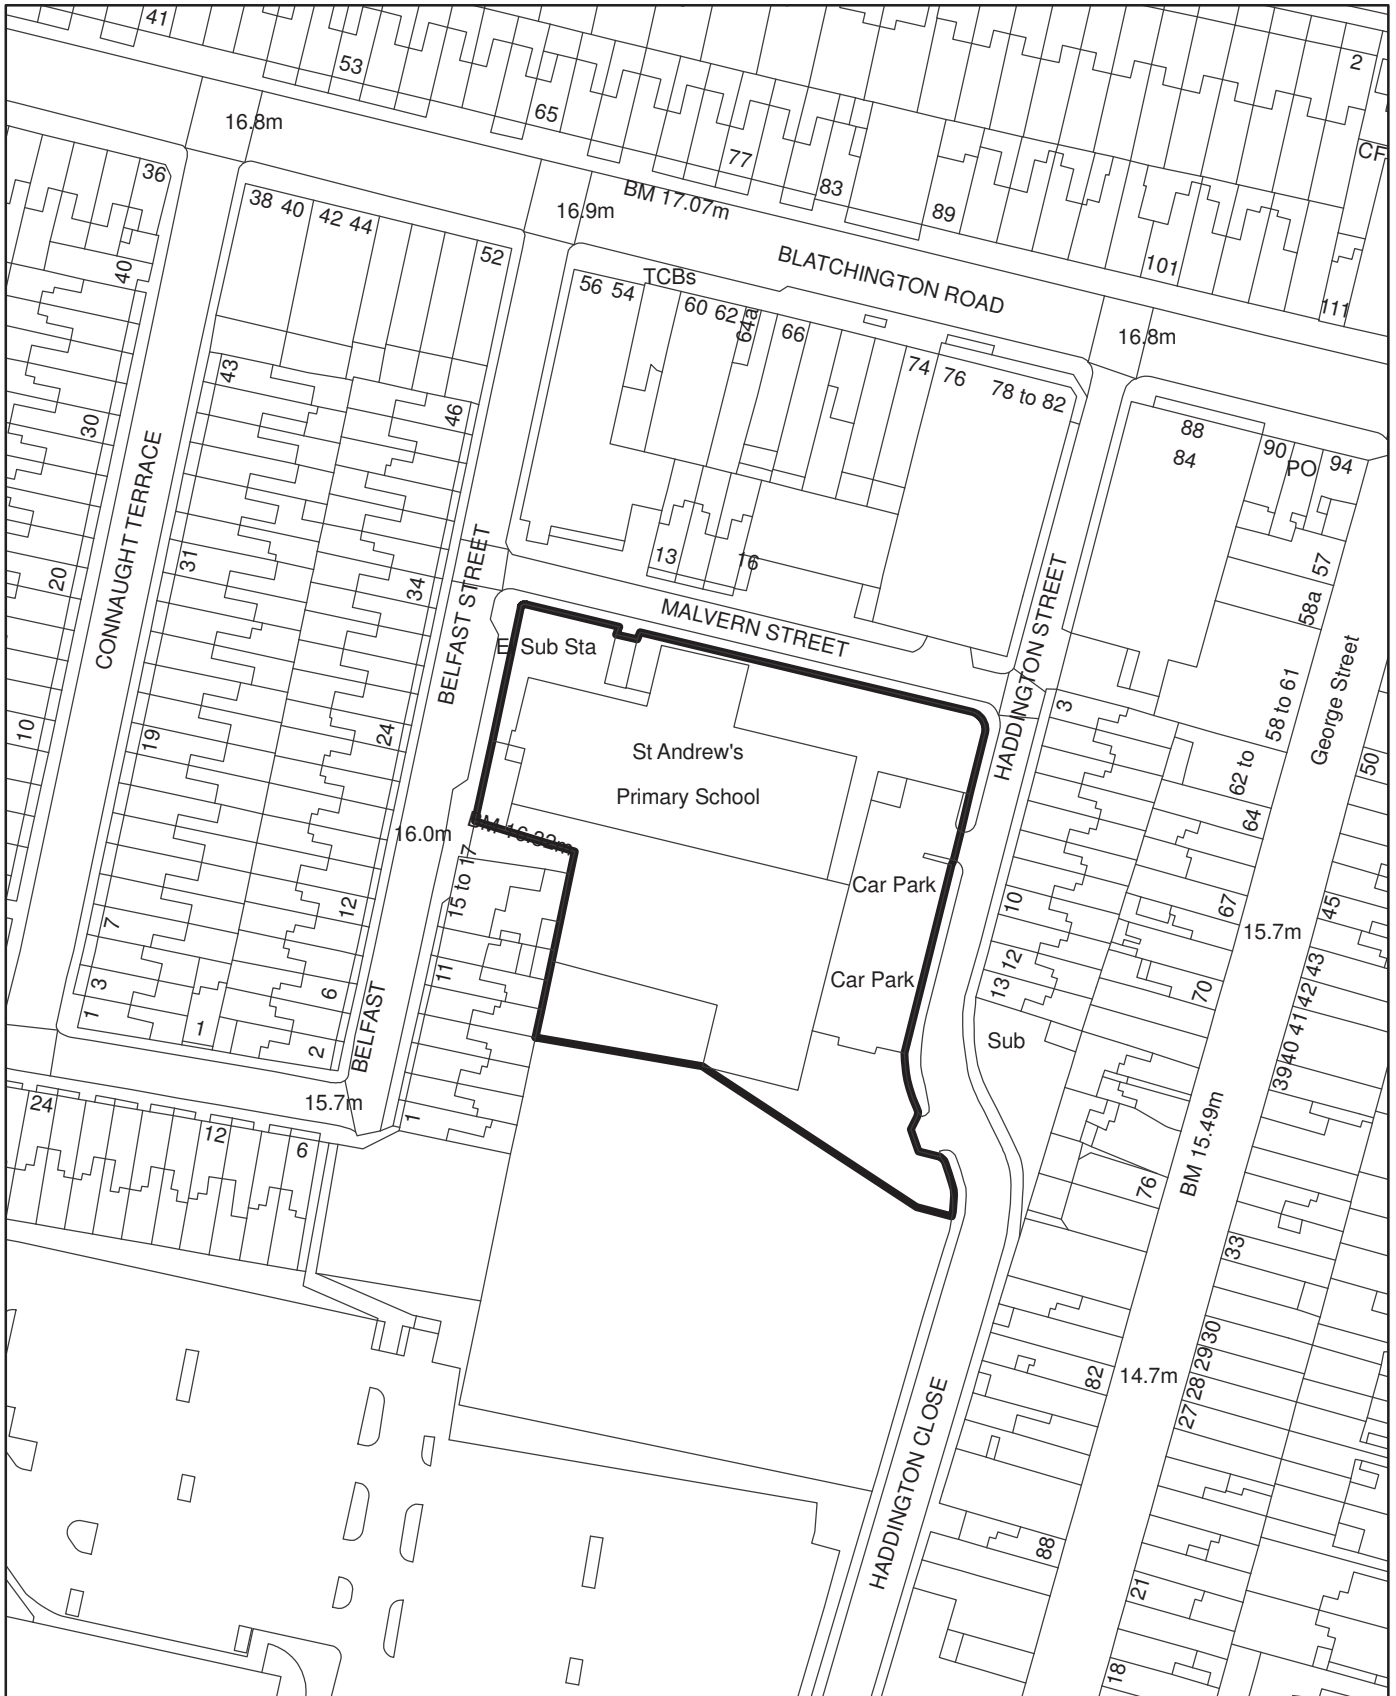 41
53
65
77
83
89
101
111
2
CF
16.8m
BM 17.07m
16.9m
16.8m
BLATCHINGTON ROAD
36
38 40
42 44
52
56 54
TCBs
60 62
64a
66
74
76
78 to 82
88
84
90
PO
94
40
30
20
10
CONNAUGHT TERRACE
43
31
19
7
3
1
1
46
34
24
12
6
2
BELFAST STREET
BELFAST
13
16
MALVERN STREET
El Sub Sta
HADDINGTON STREET
St Andrew's
Primary School
16.0m
BM 16.82m
15 to 17
11
1
Car Park
Car Park
3
10
12
13
Sub
57
58a
58 to 61
62 to
64
67
70
76
82
88
George Street
50
45
43
42
41
40
39
33
30
29
28
27
21
18
15.7m
BM 15.49m
14.7m
15.7m
24
12
6
HADDINGTON CLOSE